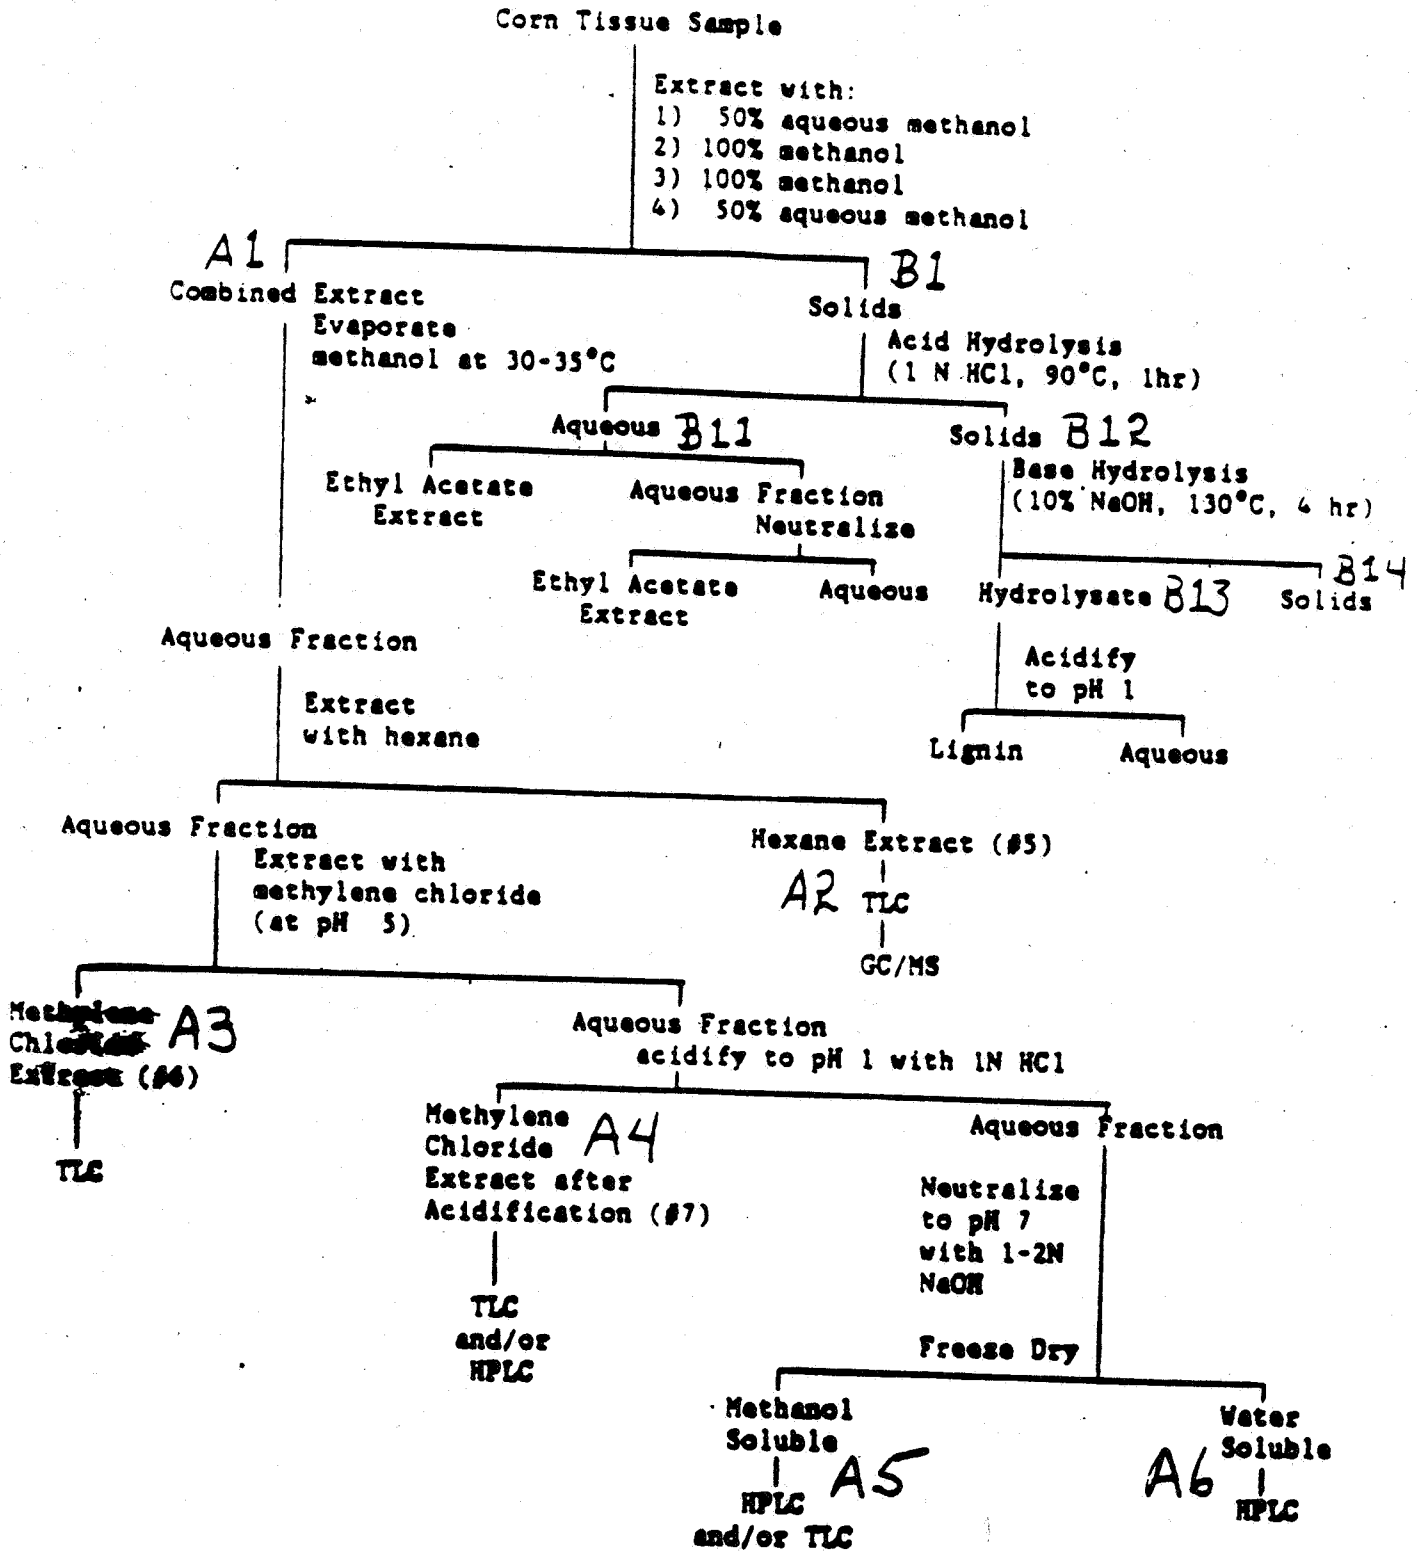 Corn Tissue Sample
Extract with:
1) 50% aqueous methanol
2) 100% methanol
3) 100% methanol
4) 50% aqueous methanol
A1
B1
Combined Extract
Evaporate
methanol at 30-35°C
Solids
Acid Hydrolysis
(1 N HCl, 90°C, 1hr)
Aqueous B11
Solids B12
Base Hydrolysis
(10% NaOH, 130°C, 4 hr)
Ethyl Acetate
Extract
Aqueous Fraction
Neutralize
Ethyl Acetate
Extract
Aqueous
Hydrolysate B13
B14
Solids
Aqueous Fraction
Acidify
to pH 1
Extract
with hexane
Lignin
Aqueous
Aqueous Fraction
Extract with
methylene chloride
(at pH 5)
Hexane Extract (#5)
A2 TLC
GC/MS
Methylene
Chloride A3
Extract (#6)
TLC
Aqueous Fraction
acidify to pH 1 with 1N HCl
Methylene
Chloride A4
Extract after
Acidification (#7)
TLC
and/or
HPLC
Aqueous Fraction
Neutralize
to pH 7
with 1-2N
NaOH
Freeze Dry
Methanol
Soluble
A5
HPLC
and/or TLC
Water
Soluble
A6
HPLC